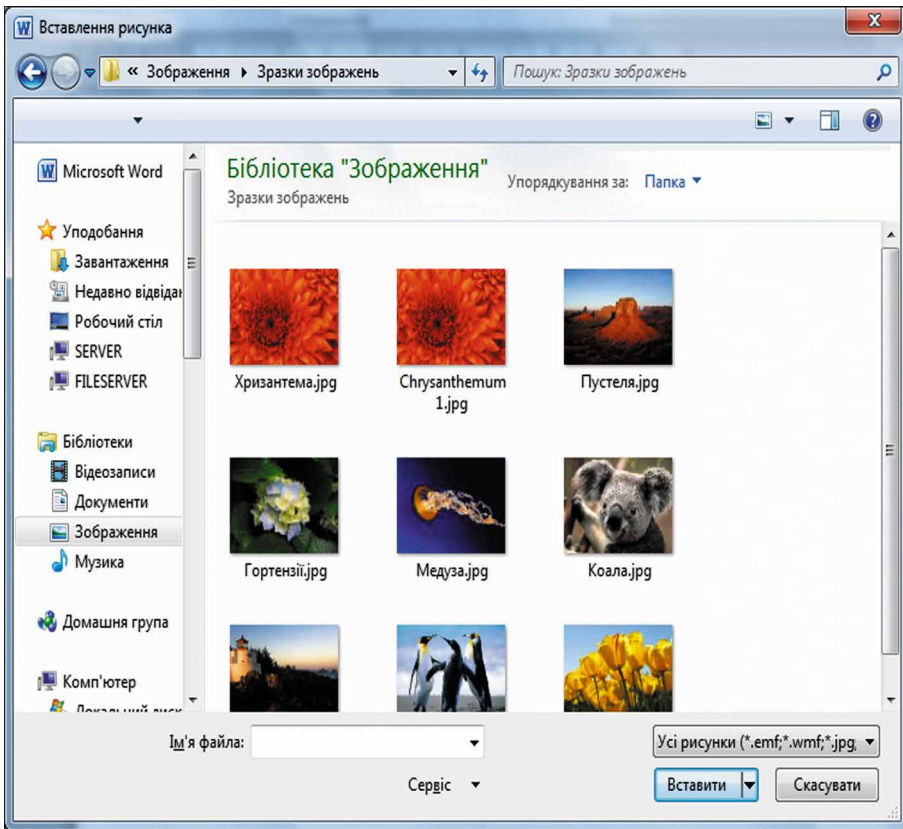 Вставлення рисунка
« Зображення ▸ Зразки зображень
Пошук: Зразки зображень
Microsoft Word
Уподобання
Завантаження
Недавно відвідан
Робочий стіл
SERVER
FILESERVER
Бібліотеки
Відеозаписи
Документи
Зображення
Музика
Домашня група
Комп'ютер
Локальний диск
Бібліотека "Зображення"
Зразки зображень
Упорядкування за: Папка
Хризантема.jpg
Chrysanthemum
1.jpg
Пустеля.jpg
Гортензії.jpg
Медуза.jpg
Коала.jpg
Ім'я файла:
Усі рисунки (*.emf;*.wmf;*.jpg;
Сервіс
Вставити
Скасувати